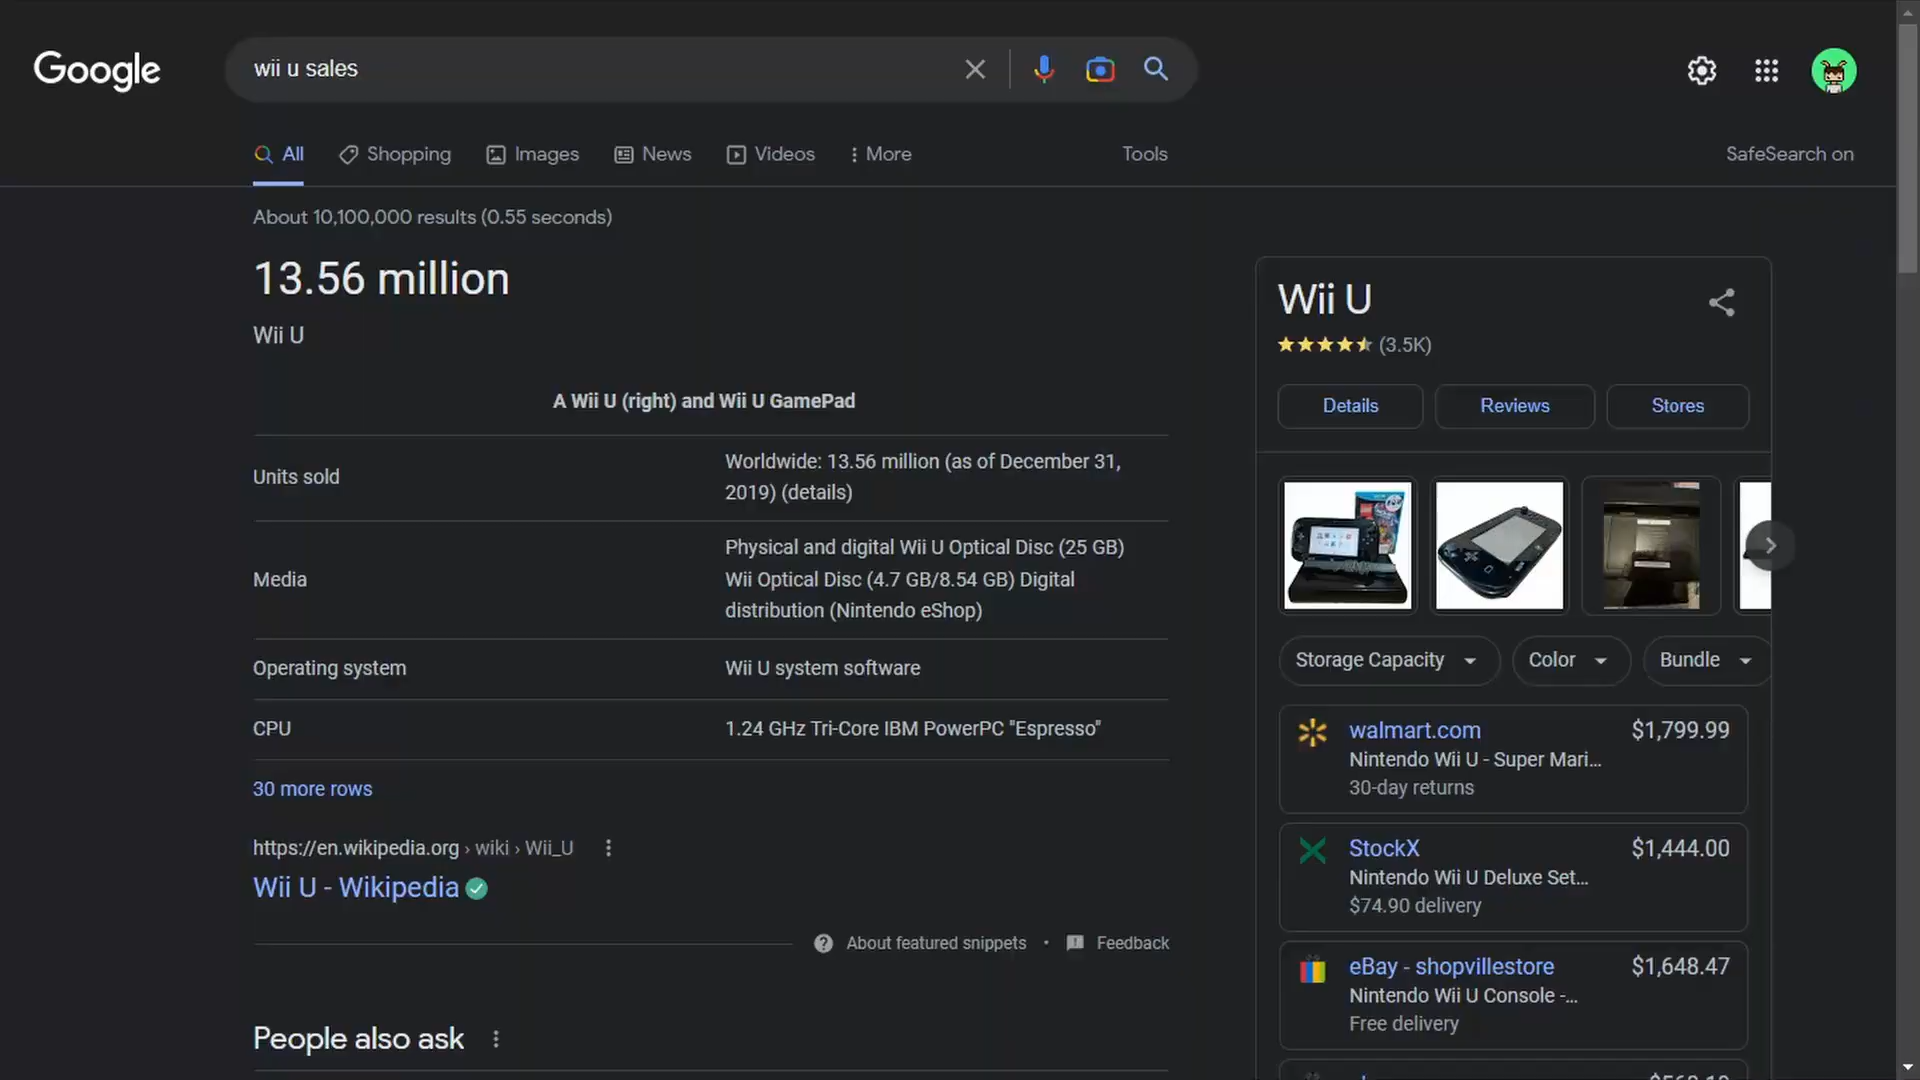 Google
wii u sales
All
Shopping
Images
News
Videos
More
Tools
SafeSearch on
About 10,100,000 results (0.55 seconds)
13.56 million
Wii U
A Wii U (right) and Wii U GamePad
Units sold
Worldwide: 13.56 million (as of December 31,
2019) (details)
Media
Physical and digital Wii U Optical Disc (25 GB)
Wii Optical Disc (4.7 GB/8.54 GB) Digital
distribution (Nintendo eShop)
Operating system
Wii U system software
CPU
1.24 GHz Tri-Core IBM PowerPC "Espresso"
30 more rows
https://en.wikipedia.org › wiki › Wii_U
Wii U - Wikipedia
About featured snippets • Feedback
People also ask
Wii U
(3.5K)
Details
Reviews
Stores
Storage Capacity
Color
Bundle
walmart.com
$1,799.99
Nintendo Wii U - Super Mari...
30-day returns
StockX
$1,444.00
Nintendo Wii U Deluxe Set...
$74.90 delivery
eBay - shopvillestore
$1,648.47
Nintendo Wii U Console -...
Free delivery